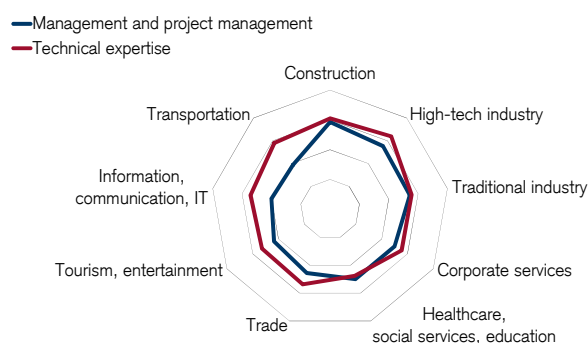 Management and project management
Technical expertise
Construction
Transportation
High-tech industry
Information,
communication, IT
Traditional industry
Tourism, entertainment
Corporate services
Trade
Healthcare,
social services, education